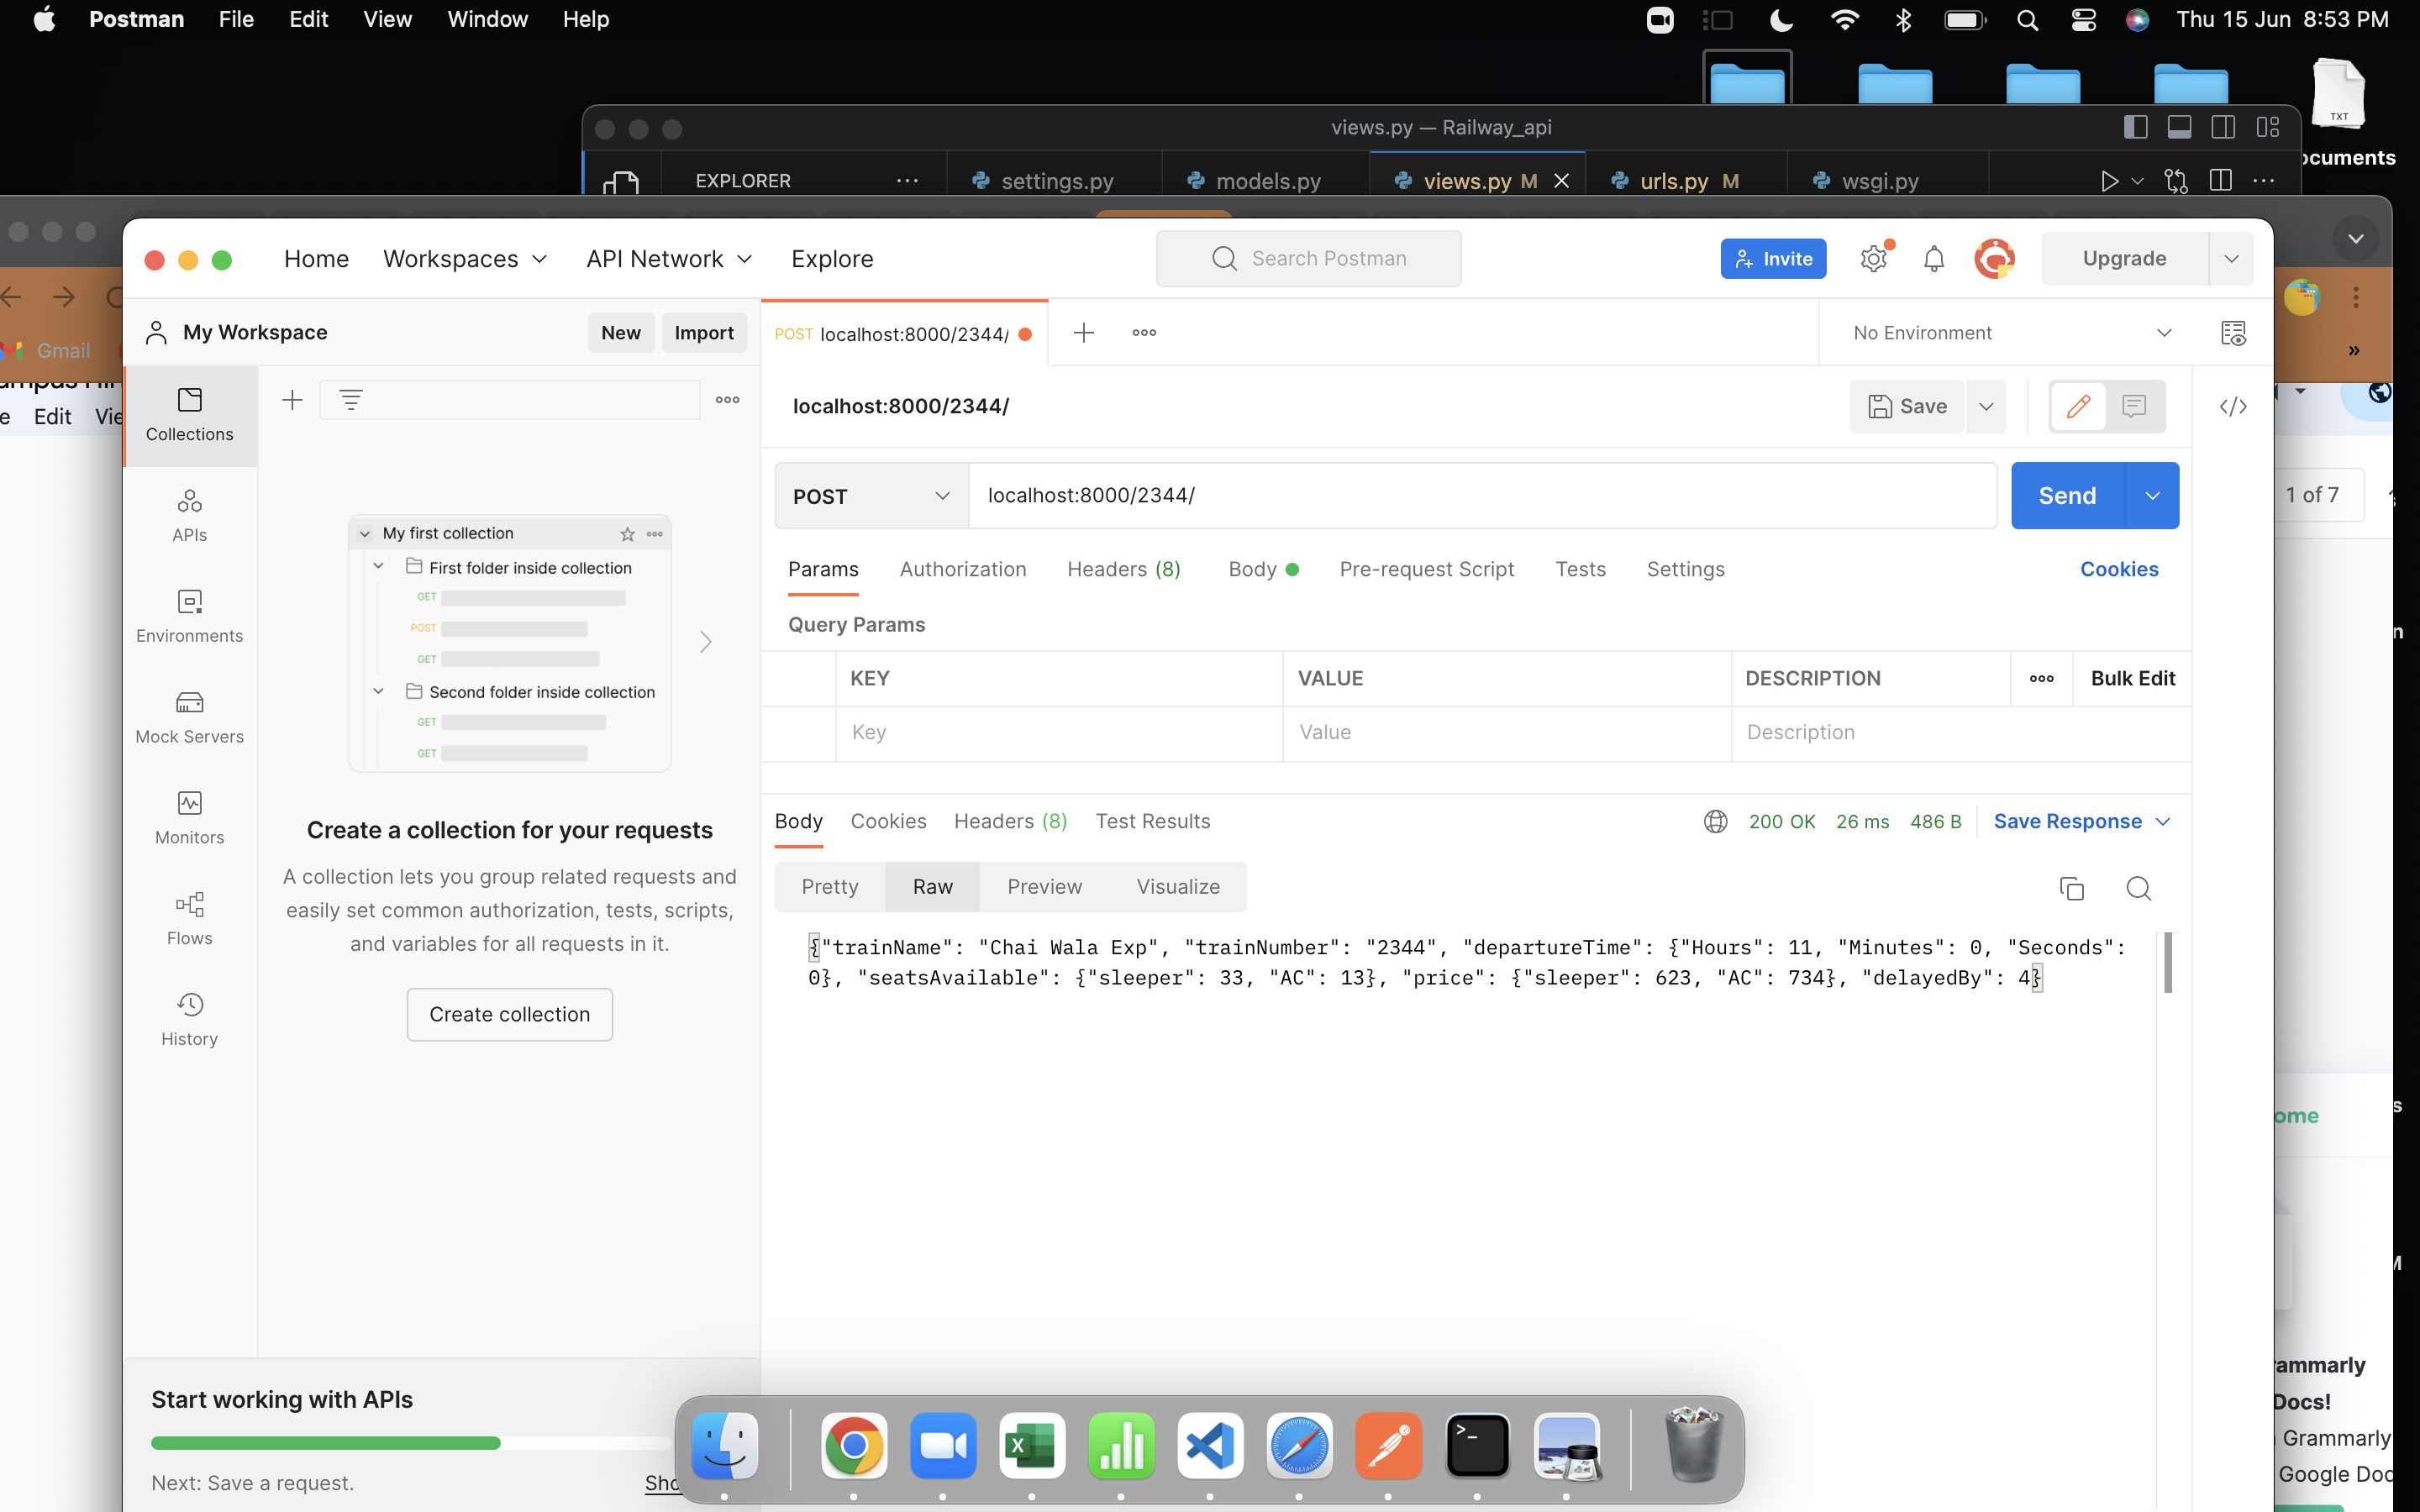 Postman File Edit View Window Help Thu 15 Jun 8:53 PM
TXT
ocuments
views.py — Railway_api
EXPLORER ··· settings.py models.py views.py M urls.py M wsgi.py ···
Home Workspaces API Network Explore Search Postman Invite Upgrade
My Workspace New Import POST localhost:8000/2344/ No Environment
Gmail »
Edit
Collections
localhost:8000/2344/ Save </>
POST localhost:8000/2344/ Send
1 of 7
APIs
My first collection
First folder inside collection
GET
POST
GET
Second folder inside collection
GET
GET
Params Authorization Headers (8) Body Pre-request Script Tests Settings Cookies
Query Params
KEY VALUE DESCRIPTION Bulk Edit
Key Value Description
Environments
Mock Servers
Monitors
Flows
History
Create a collection for your requests
A collection lets you group related requests and
easily set common authorization, tests, scripts,
and variables for all requests in it.
Create collection
Body Cookies Headers (8) Test Results 200 OK 26 ms 486 B Save Response
Pretty Raw Preview Visualize
{"trainName": "Chai Wala Exp", "trainNumber": "2344", "departureTime": {"Hours": 11, "Minutes": 0, "Seconds":
0}, "seatsAvailable": {"sleeper": 33, "AC": 13}, "price": {"sleeper": 623, "AC": 734}, "delayedBy": 4}
ome
rammarly
Docs!
Grammarly
Google Doc
Start working with APIs
Next: Save a request. Sho